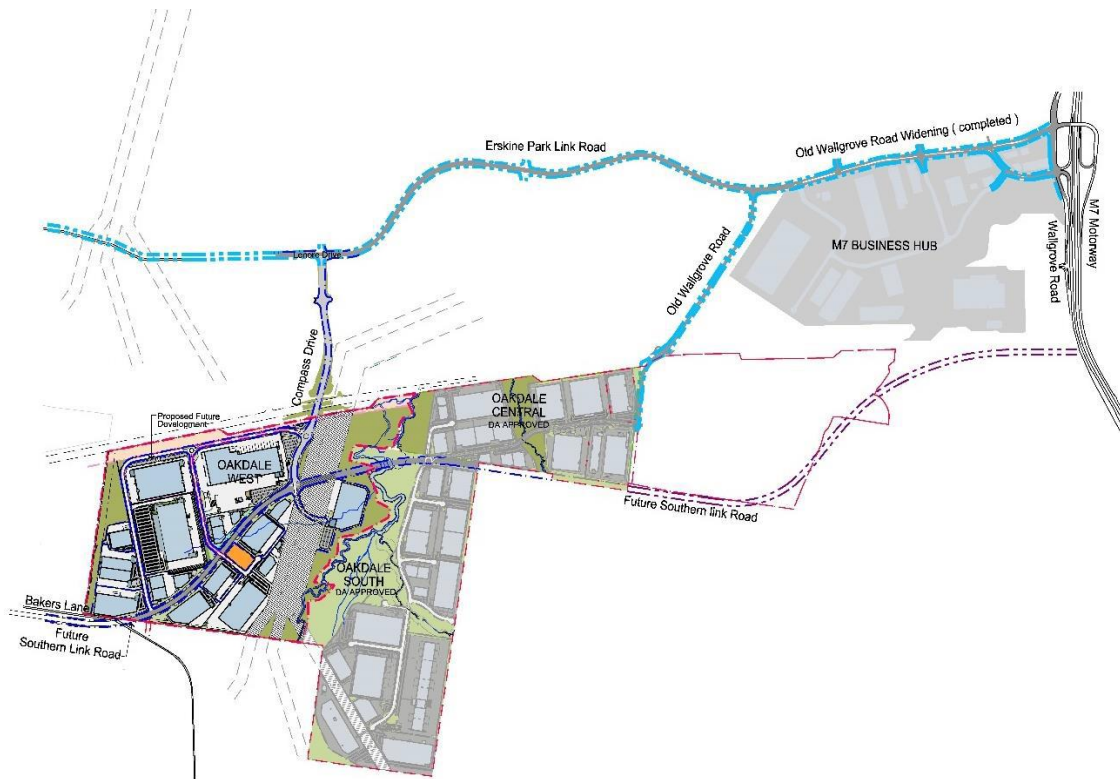 Old Wallgrove Road Widening ( completed )
Erskine Park Link Road
M7 Motorway
Wallgrove Road
M7 BUSINESS HUB
Old Wallgrove Road
Lenore Drive
Compass Drive
Proposed Future
Development
OAKDALE
CENTRAL
DA APPROVED
OAKDALE
WEST
Future Southern link Road
OAKDALE
SOUTH
DA APPROVED
Bakers Lane
Future
Southern Link Road